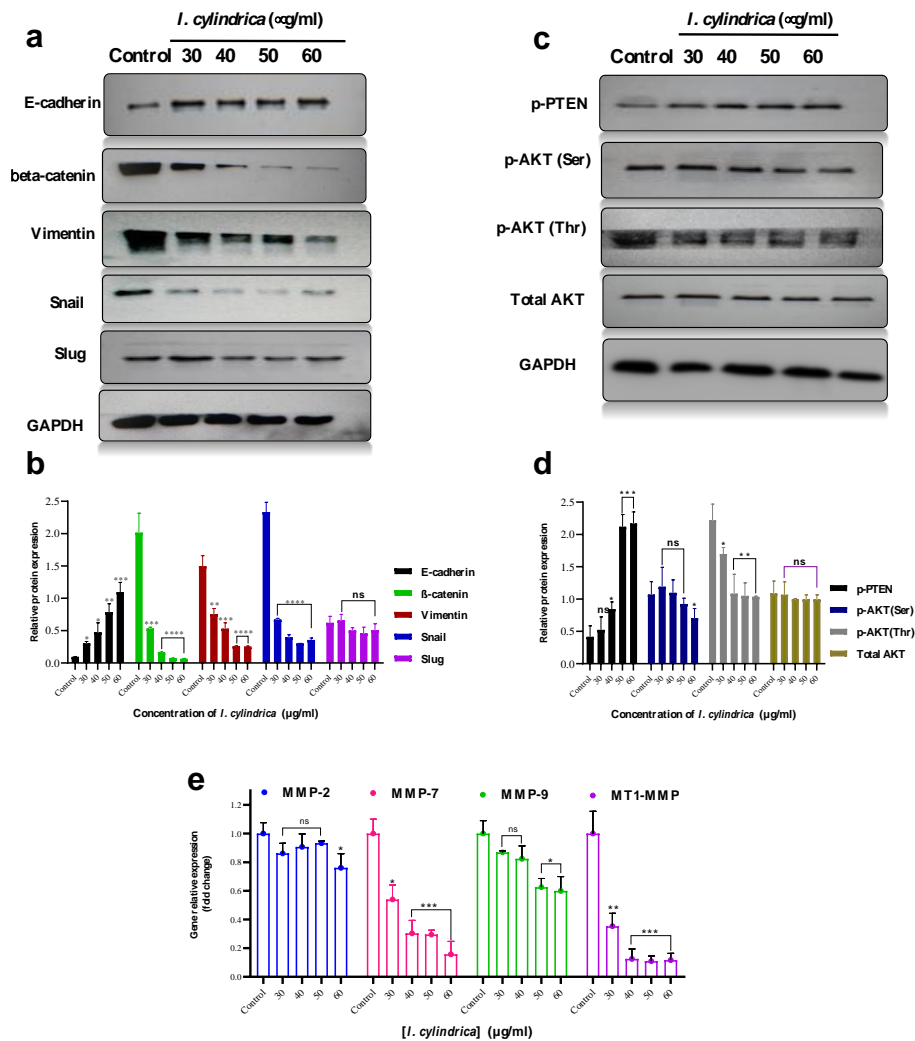 a
I. cylindrica (∝g/ml)
Control 30 40 50 60
E-cadherin
beta-catenin
Vimentin
Snail
Slug
GAPDH
c
I. cylindrica (∝g/ml)
Control 30 40 50 60
p-PTEN
p-AKT (Ser)
p-AKT (Thr)
Total AKT
GAPDH
b
Relative protein expression
2.5
2.0
1.5
1.0
0.5
0.0
* * ** *** *** **** ** *** **** **** ns
Control 30 40 50 60 Control 30 40 50 60 Control 30 40 50 60 Control 30 40 50 60 Control 30 40 50 60
Concentration of I. cylindrica (µg/ml)
E-cadherin
ß-catenin
Vimentin
Snail
Slug
d
Relative protein expression
2.5
2.0
1.5
1.0
0.5
0.0
ns * *** ns * * ** ns
Control 30 40 50 60 Control 30 40 50 60 Control 30 40 50 60 Control 30 40 50 60
Concentration of I. cylindrica (µg/ml)
p-PTEN
p-AKT(Ser)
p-AKT(Thr)
Total AKT
e
MMP-2 MMP-7 MMP-9 MT1-MMP
Gene relative expression
(fold change)
1.2
1.0
0.8
0.6
0.4
0.2
0.0
ns * * *** ns * ** ***
Control 30 40 50 60 Control 30 40 50 60 Control 30 40 50 60 Control 30 40 50 60
[I. cylindrica] (µg/ml)